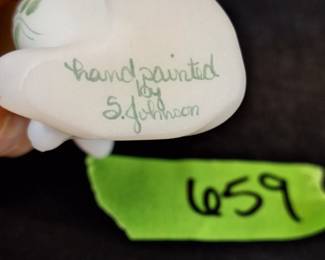 hand painted
by
S. Johnson
659